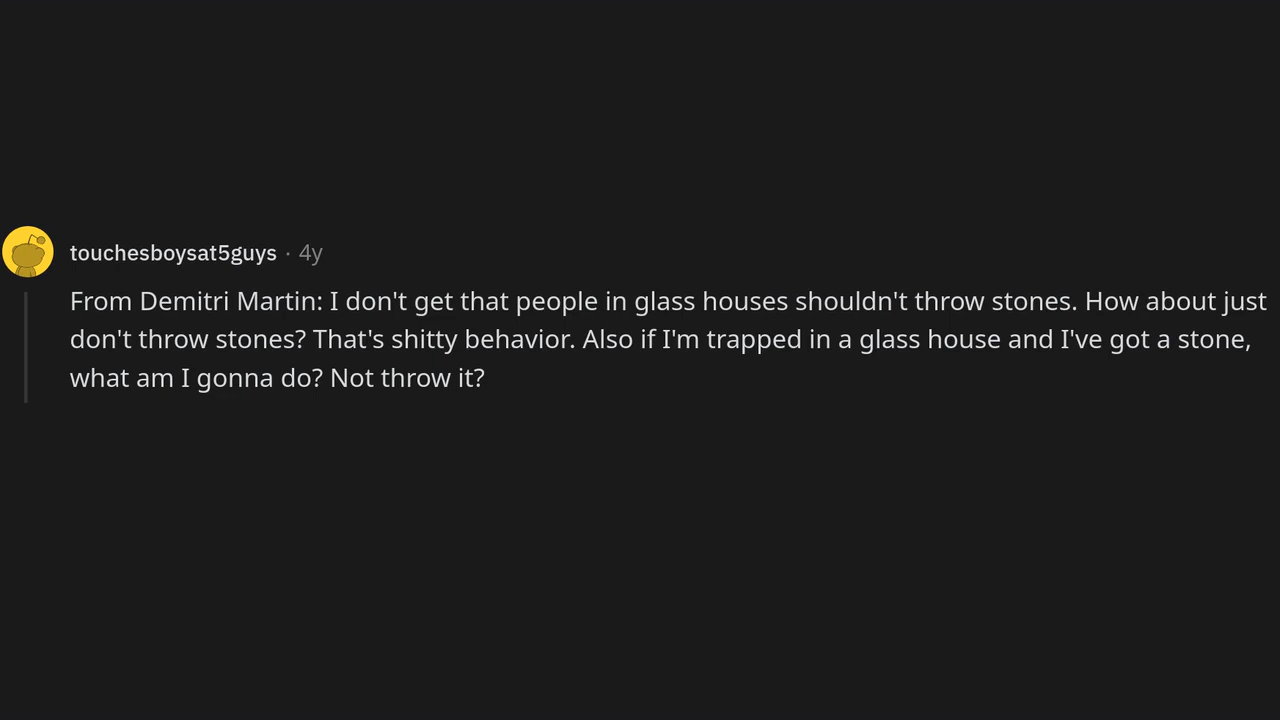 touchesboysat5guys · 4y
From Demitri Martin: I don't get that people in glass houses shouldn't throw stones. How about just
don't throw stones? That's shitty behavior. Also if I'm trapped in a glass house and I've got a stone,
what am I gonna do? Not throw it?